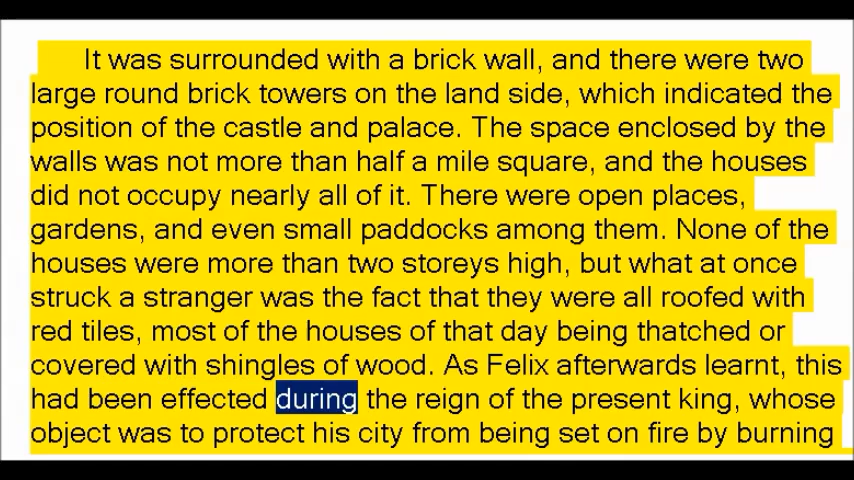 It was surrounded with a brick wall, and there were two
large round brick towers on the land side, which indicated the
position of the castle and palace. The space enclosed by the
walls was not more than half a mile square, and the houses
did not occupy nearly all of it. There were open places,
gardens, and even small paddocks among them. None of the
houses were more than two storeys high, but what at once
struck a stranger was the fact that they were all roofed with
red tiles, most of the houses of that day being thatched or
covered with shingles of wood. As Felix afterwards learnt, this
had been effected during the reign of the present king, whose
object was to protect his city from being set on fire by burning